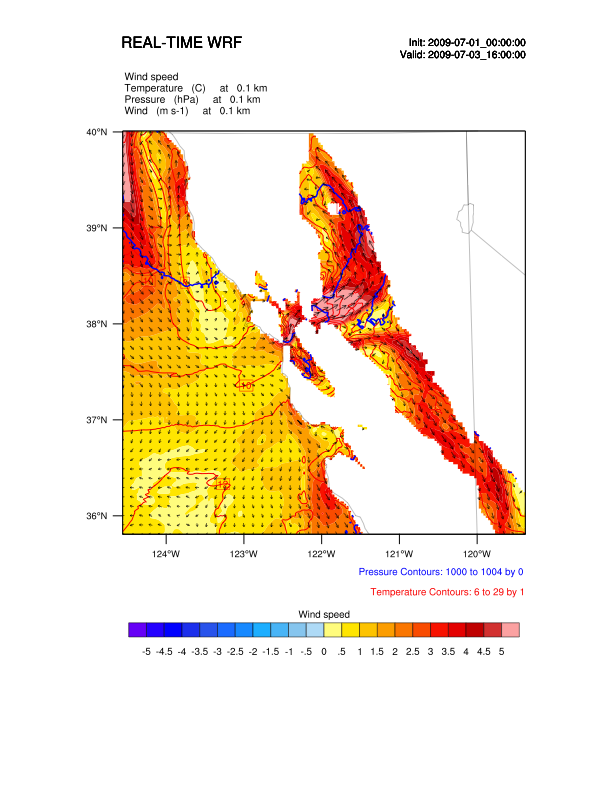 REAL-TIME WRF
Init: 2009-07-01_00:00:00
Valid: 2009-07-03_16:00:00
Wind speed
Temperature (C) at 0.1 km
Pressure (hPa) at 0.1 km
Wind (m s-1) at 0.1 km
40°N
39°N
38°N
37°N
36°N
124°W 123°W 122°W 121°W 120°W
Pressure Contours: 1000 to 1004 by 0
Temperature Contours: 6 to 29 by 1
Wind speed
-5 -4.5 -4 -3.5 -3 -2.5 -2 -1.5 -1 -.5 0 .5 1 1.5 2 2.5 3 3.5 4 4.5 5